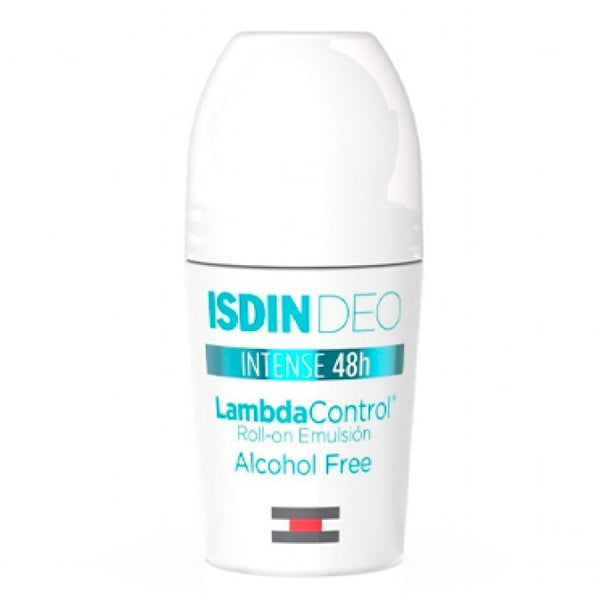 ISDIN DEO
INTENSE 48h
LambdaControl®
Roll-on Emulsión
Alcohol Free